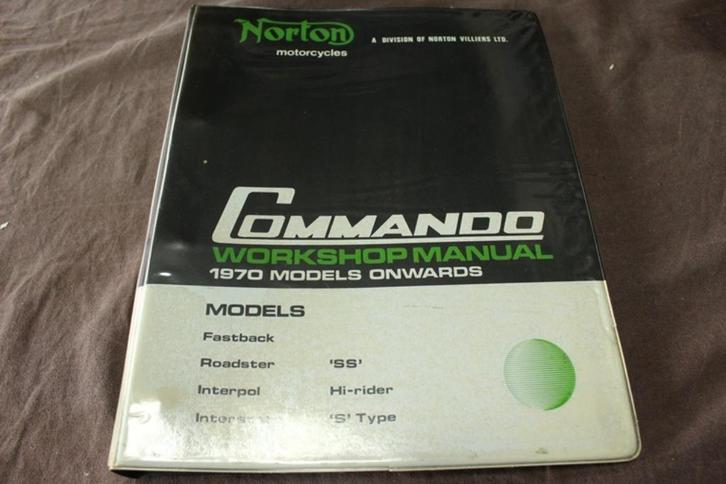 Norton
motorcycles
A DIVISION OF NORTON VILLIERS LTD.
COMMANDO
WORKSHOP MANUAL
1970 MODELS ONWARDS
MODELS
Fastback
Roadster 'SS'
Interpol Hi-rider
'S' Type